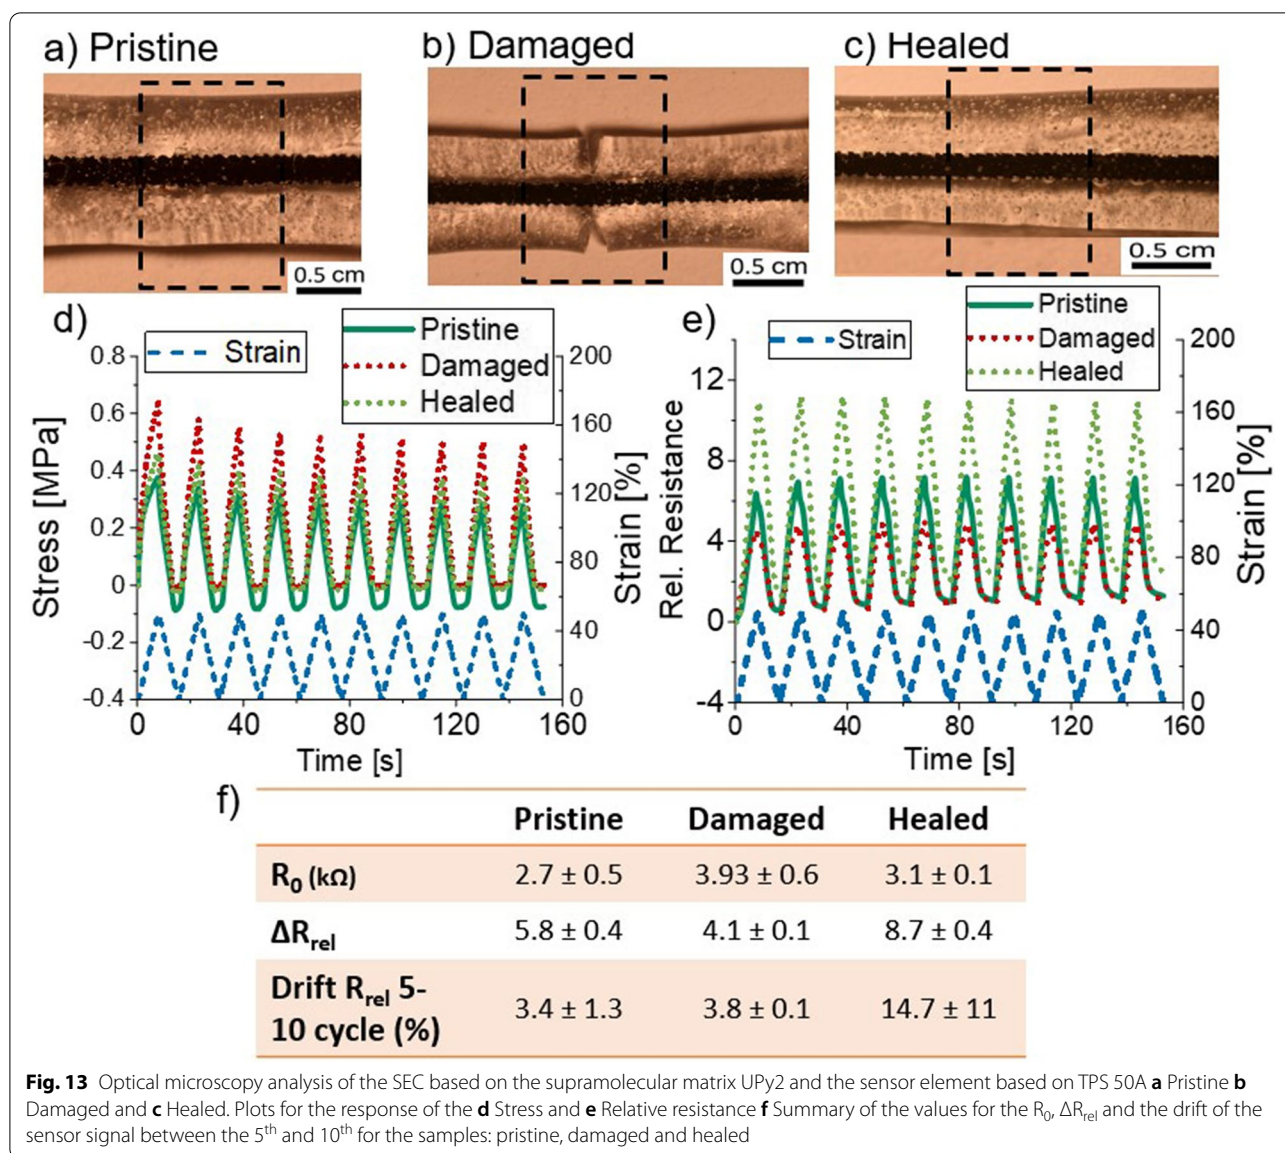 a) Pristine
b) Damaged
c) Healed
0.5 cm
0.5 cm
0.5 cm
d)
Strain
Pristine
Damaged
Healed
Stress [MPa]
0.8
0.6
0.4
0.2
0
-0.2
-0.4
200
160
120
80
40
0
Strain [%]
0 40 80 120 160
Time [s]
e)
Strain
Pristine
Damaged
Healed
Rel. Resistance
12
8
4
0
-4
200
160
120
80
40
0
Strain [%]
0 40 80 120 160
Time [s]
f)
Pristine Damaged Healed
R₀ (kΩ) 2.7 ± 0.5 3.93 ± 0.6 3.1 ± 0.1
ΔRrel 5.8 ± 0.4 4.1 ± 0.1 8.7 ± 0.4
Drift Rrel 5-
10 cycle (%) 3.4 ± 1.3 3.8 ± 0.1 14.7 ± 11
Fig. 13 Optical microscopy analysis of the SEC based on the supramolecular matrix UPy2 and the sensor element based on TPS 50A a Pristine b
Damaged and c Healed. Plots for the response of the d Stress and e Relative resistance f Summary of the values for the R₀, ΔRrel and the drift of the
sensor signal between the 5th and 10th for the samples: pristine, damaged and healed